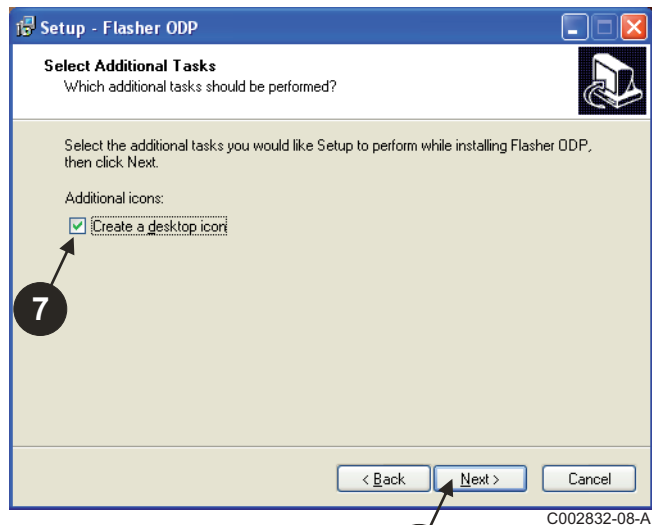 Setup - Flasher ODP
Select Additional Tasks
Which additional tasks should be performed?
Select the additional tasks you would like Setup to perform while installing Flasher ODP,
then click Next.
Additional icons:
Create a desktop icon
7
< Back Next > Cancel
C002832-08-A